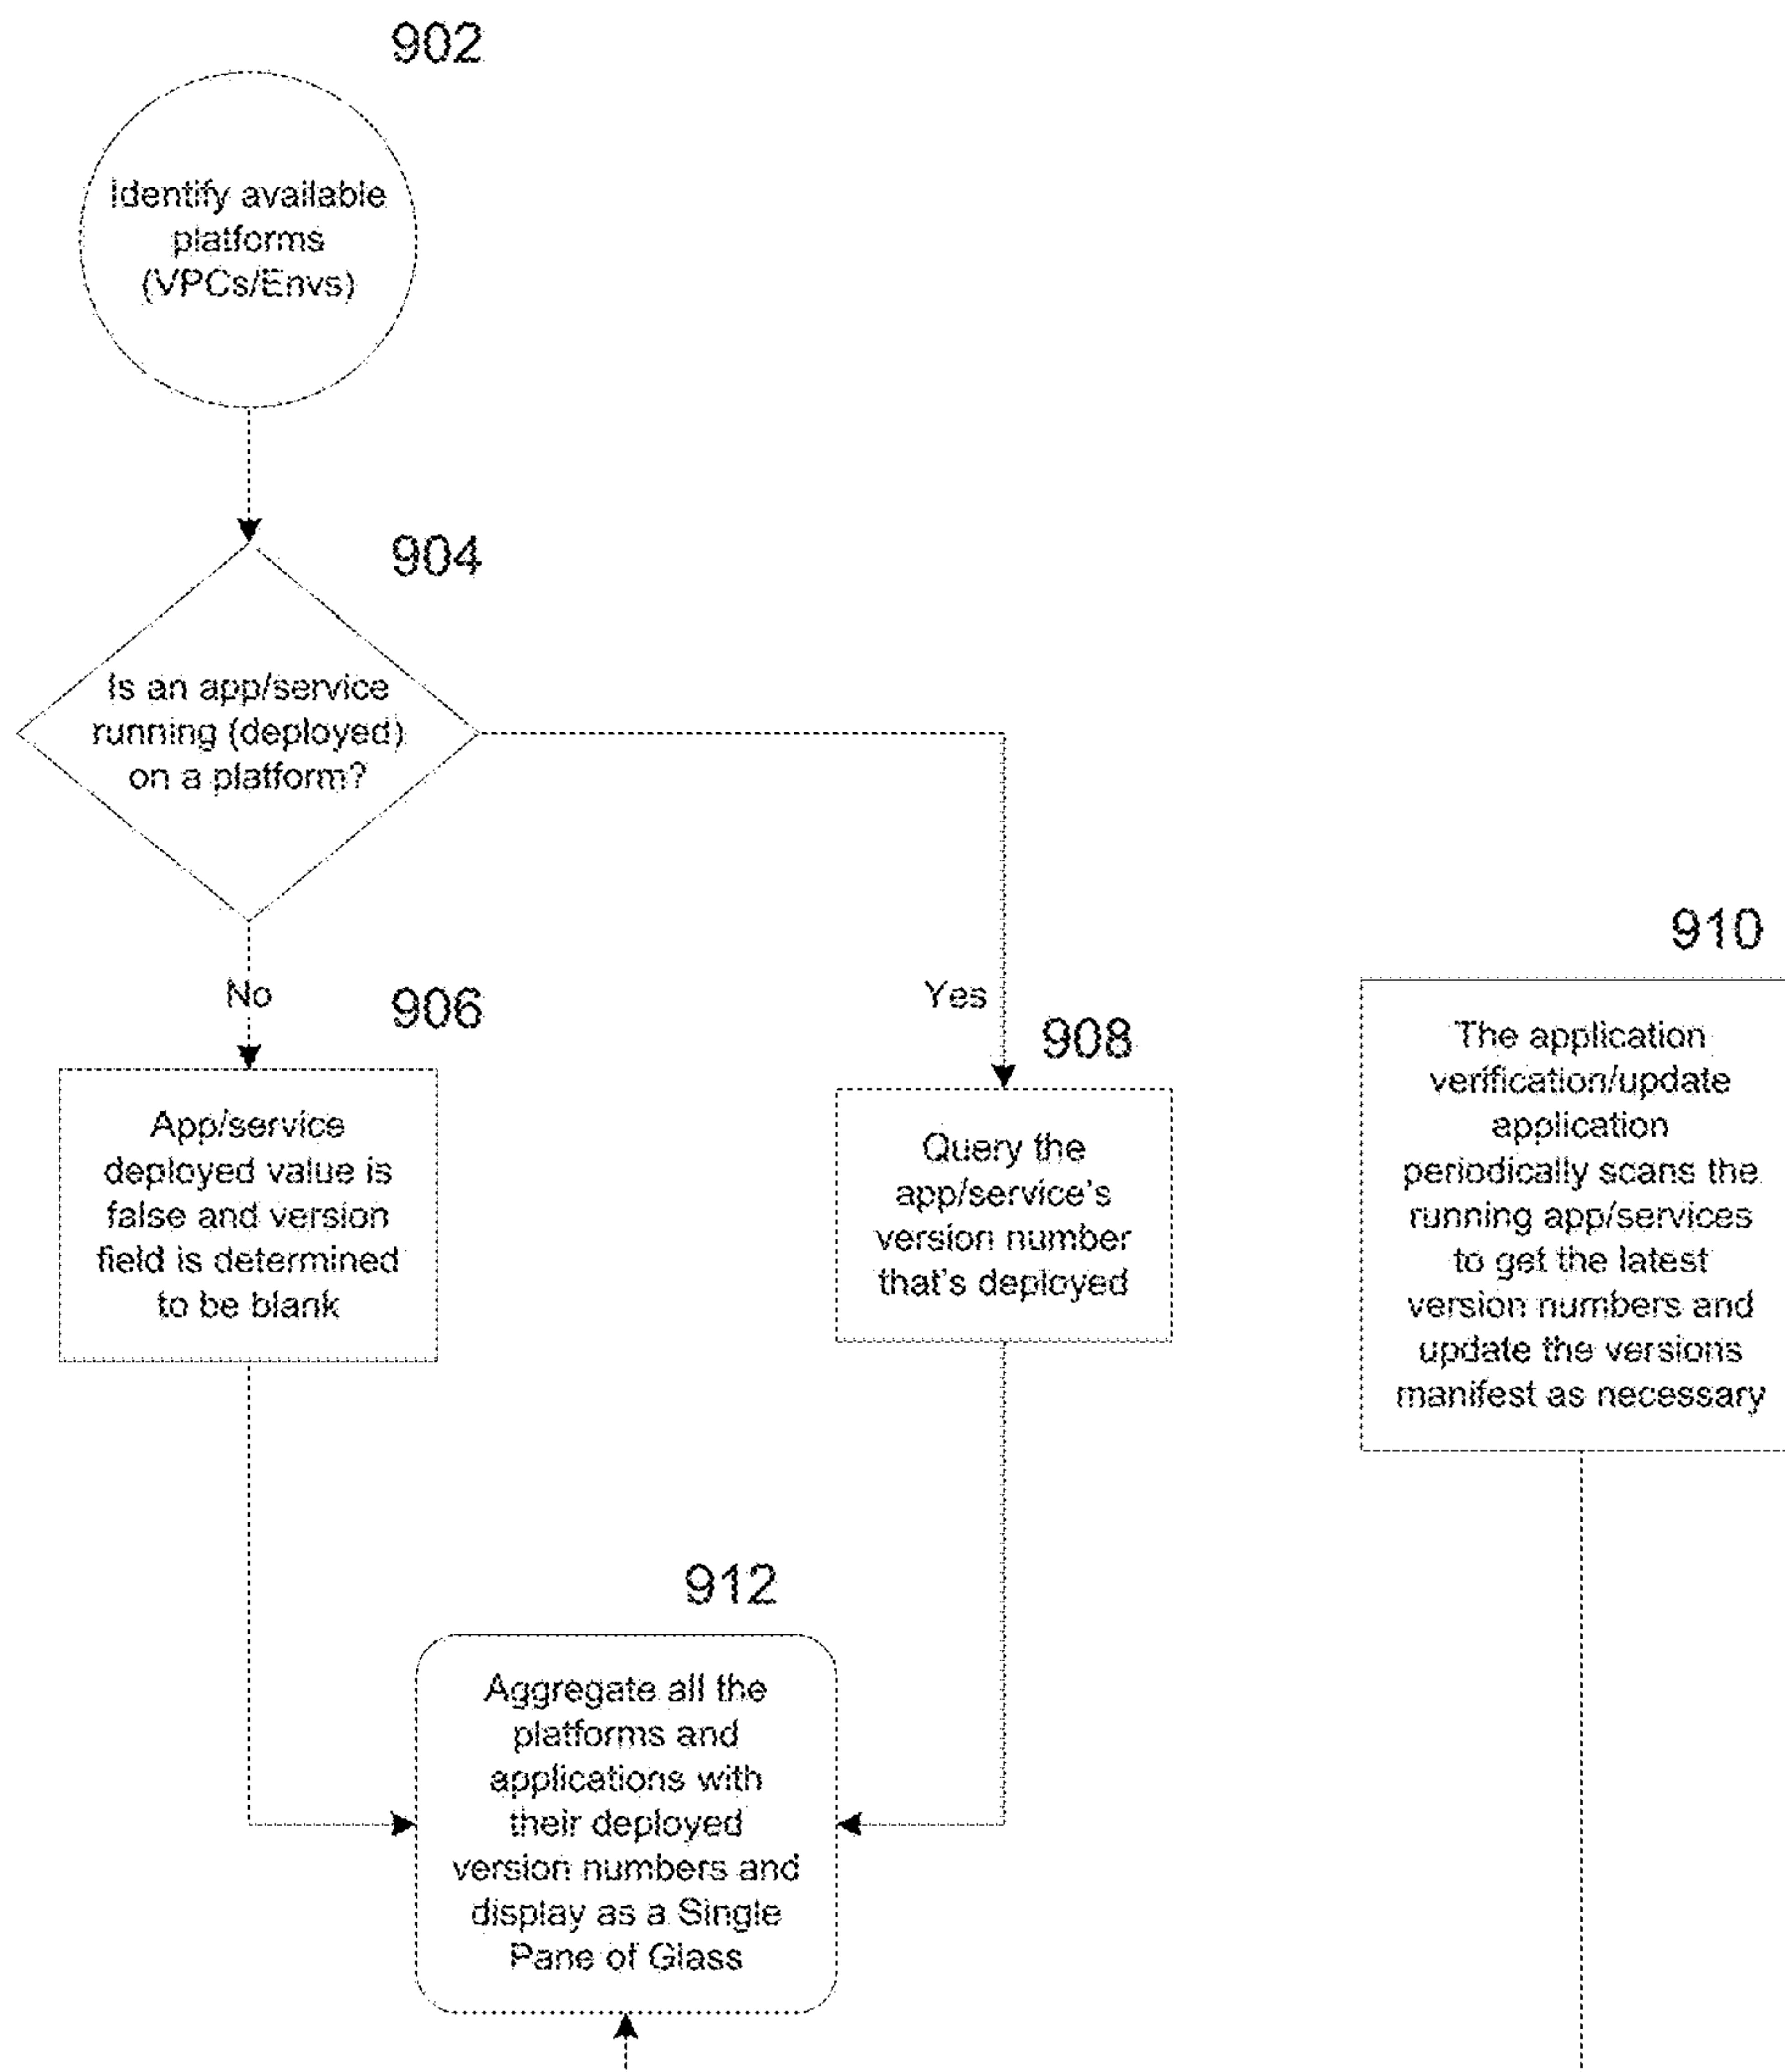 902
Identify available
platforms
(VPCs/Envs)
904
Is an app/service
running (deployed)
on a platform?
No
906
Yes
908
910
App/service
deployed value is
false and version
field is determined
to be blank
Query the
app/service's
version number
that's deployed
The application
verification/update
application
periodically scans the
running app/services
to get the latest
version numbers and
update the versions
manifest as necessary
912
Aggregate all the
platforms and
applications with
their deployed
version numbers and
display as a Single
Pane of Glass